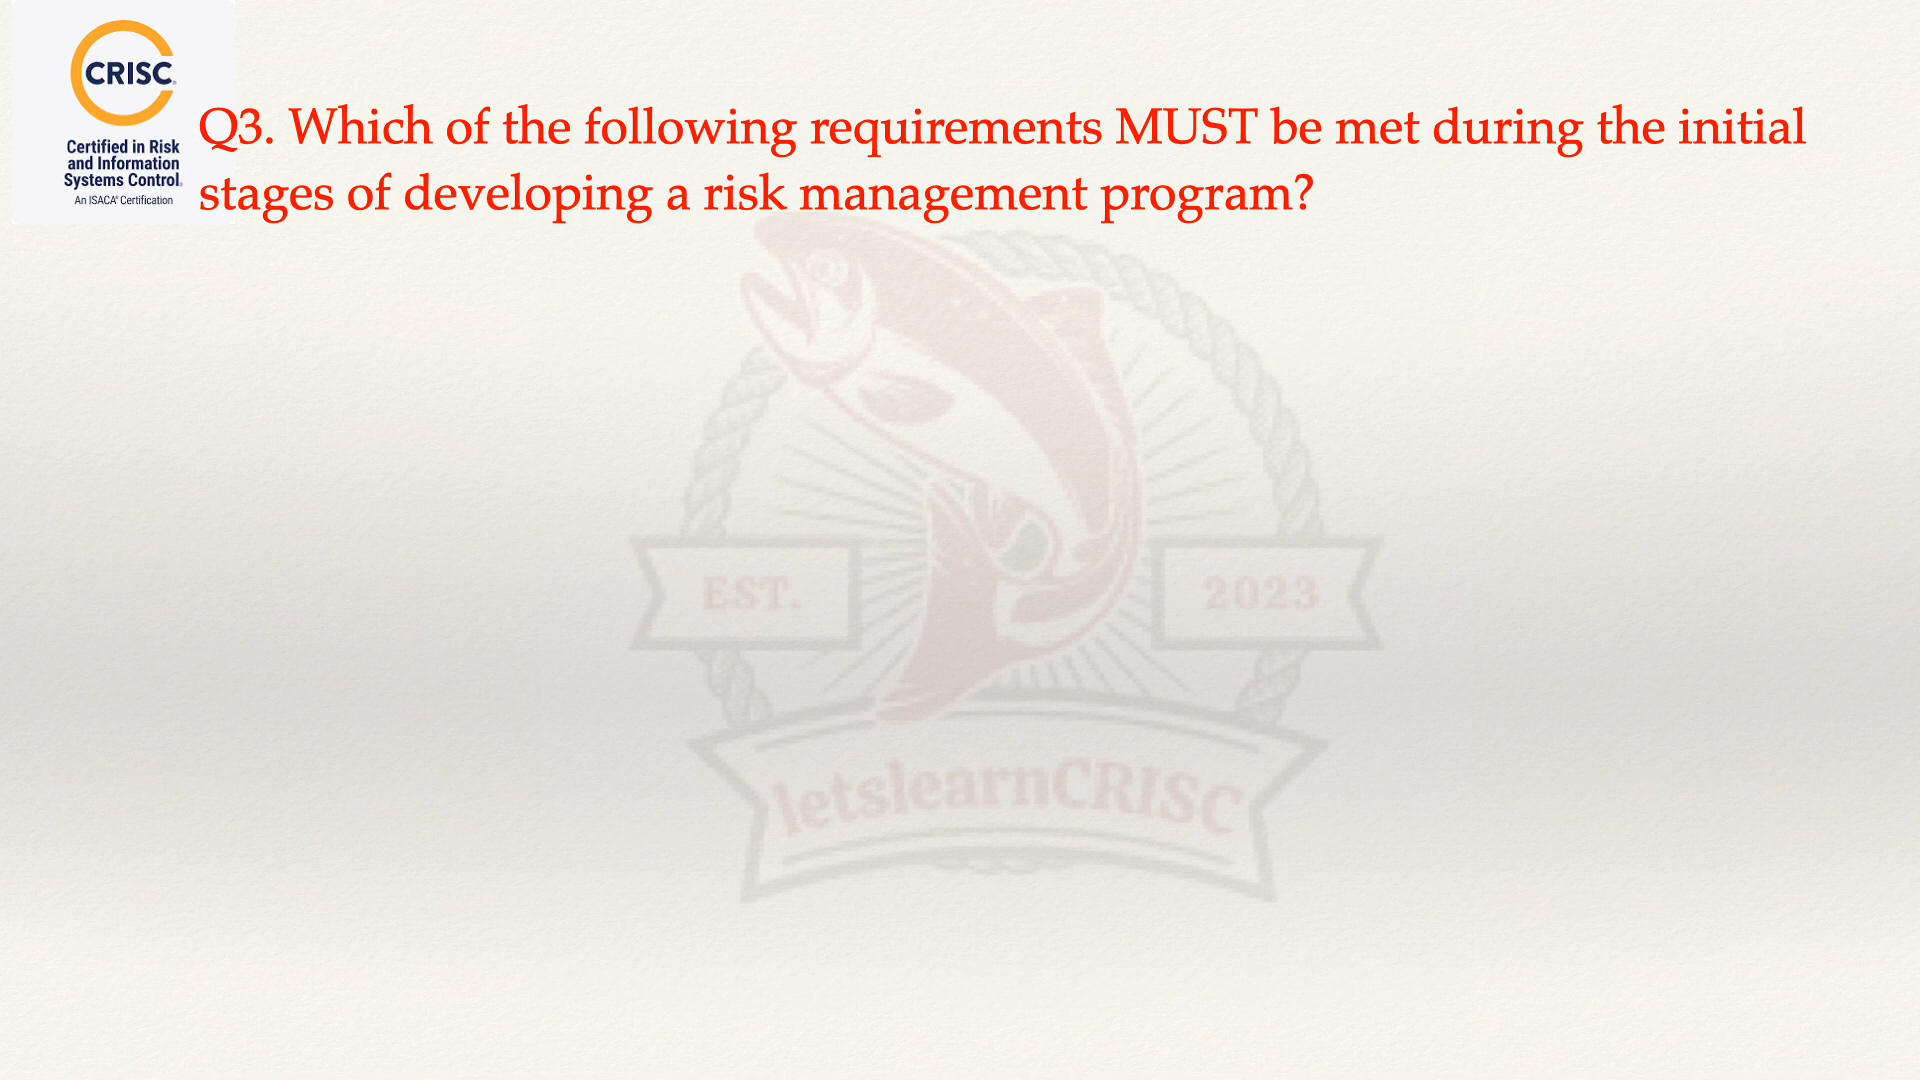 CRISC
Certified in Risk
and Information
Systems Control®
An ISACA® Certification
Q3. Which of the following requirements MUST be met during the initial
stages of developing a risk management program?
EST.
2023
letslearnCRISC